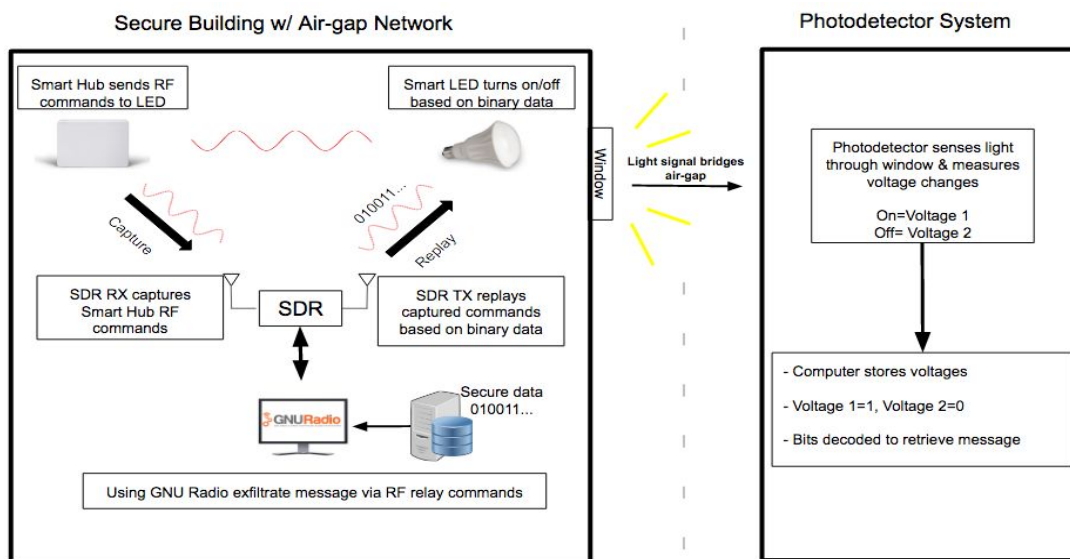 Secure Building w/ Air-gap Network
Photodetector System
Smart Hub sends RF
commands to LED
Smart LED turns on/off
based on binary data
Window
Light signal bridges
air-gap
010011...
Capture
Replay
SDR RX captures
Smart Hub RF
commands
SDR
SDR TX replays
captured commands
based on binary data
GNURadio
Secure data
010011...
Using GNU Radio exfiltrate message via RF relay commands
Photodetector senses light
through window & measures
voltage changes
On=Voltage 1
Off= Voltage 2
- Computer stores voltages
- Voltage 1=1, Voltage 2=0
- Bits decoded to retrieve message